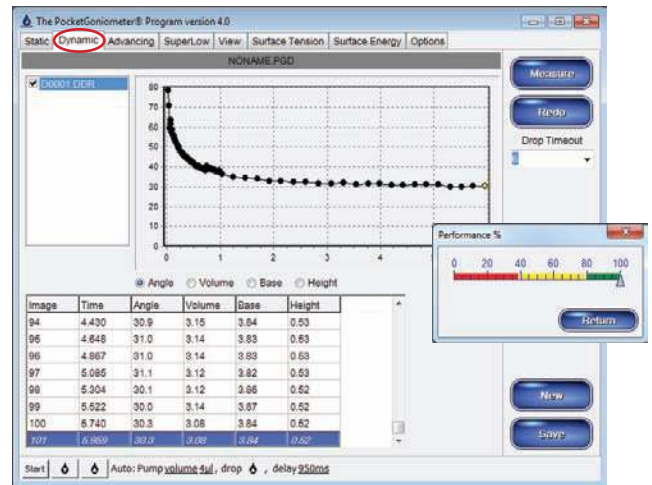 The PocketGoniometer® Program version 4.0
Static Dynamic Advancing SuperLow View Surface Tension Surface Energy Options
NONAME.PGD
D0001.DDR
Measure
Redo
Drop Timeout
80
70
60
50
40
30
20
10
0
0 1 2 3 4
Angle Volume Base Height
Performance %
0 20 40 60 80 100
Return
Image Time Angle Volume Base Height
94 4.430 30.9 3.15 3.84 0.53
95 4.648 31.0 3.14 3.83 0.53
96 4.867 31.0 3.14 3.83 0.53
97 5.085 31.1 3.12 3.82 0.53
98 5.304 30.1 3.12 3.86 0.52
99 5.522 30.0 3.14 3.87 0.52
100 5.740 30.3 3.08 3.84 0.52
101 5.959 30.3 3.08 3.84 0.52
New
Save
Start Auto: Pump volume 4ul, drop , delay 950ms